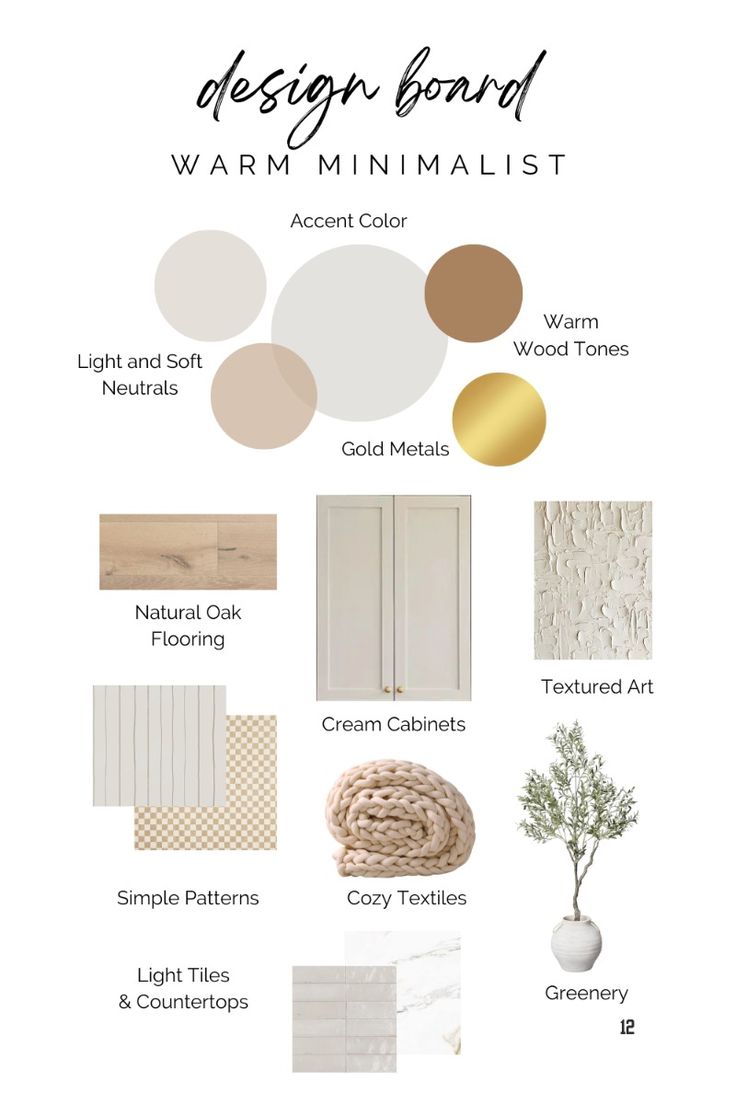 design board
WARM MINIMALIST
Accent Color
Warm
Wood Tones
Light and Soft
Neutrals
Gold Metals
Natural Oak
Flooring
Cream Cabinets
Textured Art
Simple Patterns
Cozy Textiles
Light Tiles
& Countertops
Greenery
12